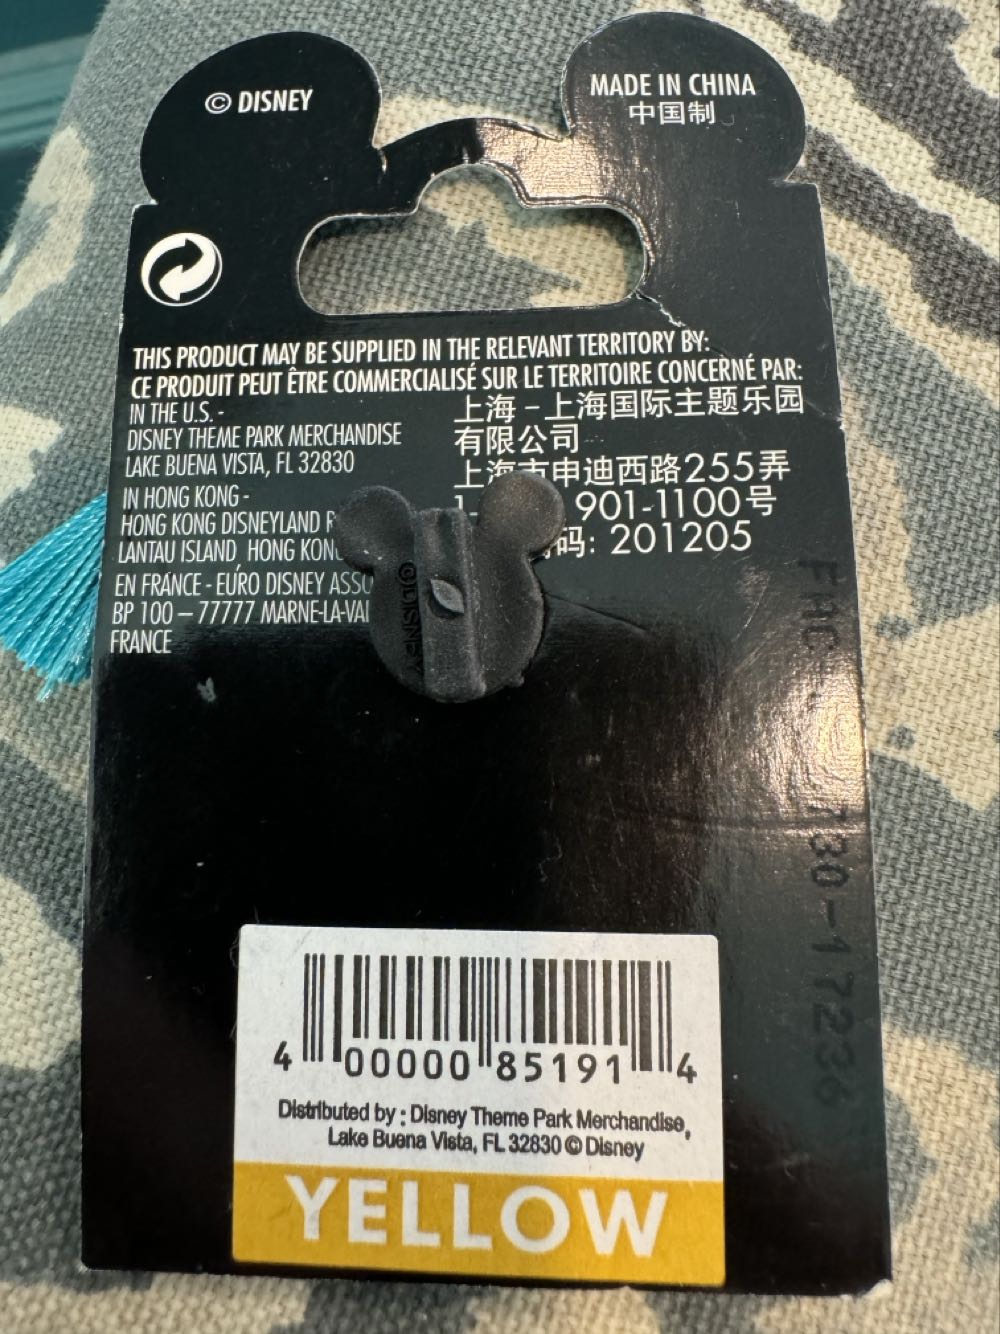 © DISNEY
MADE IN CHINA
中国制
THIS PRODUCT MAY BE SUPPLIED IN THE RELEVANT TERRITORY BY:
CE PRODUIT PEUT ÊTRE COMMERCIALISÉ SUR LE TERRITOIRE CONCERNÉ PAR:
IN THE U.S. -
DISNEY THEME PARK MERCHANDISE
LAKE BUENA VISTA, FL 32830
IN HONG KONG -
HONG KONG DISNEYLAND
LANTAU ISLAND, HONG KONG
EN FRANCE - EURO DISNEY
BP 100 – 77777 MARNE-LA-
FRANCE
上海 – 上海国际主题乐园
有限公司
上海市申迪西路255弄
901-1100号
码: 201205
©DISNEY
FAC-
730-17236
4 00000 85191 4
Distributed by : Disney Theme Park Merchandise,
Lake Buena Vista, FL 32830 © Disney
YELLOW